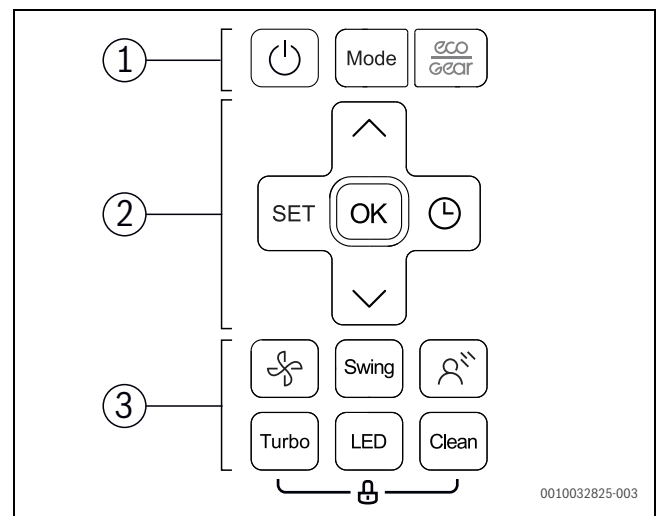 1
Mode
eco
Gear
2
SET OK
3
Swing
Turbo LED Clean
0010032825-003